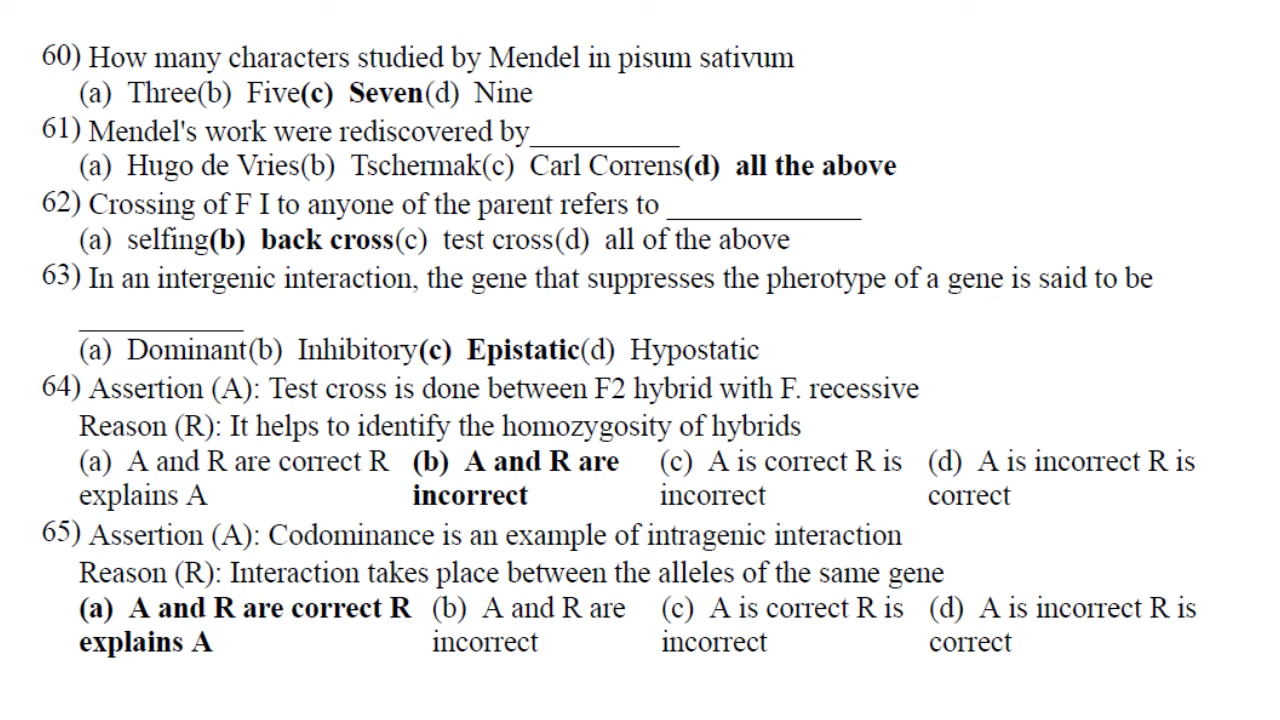 60) How many characters studied by Mendel in pisum sativum
(a) Three(b) Five(c) Seven(d) Nine
61) Mendel's work were rediscovered by__________
(a) Hugo de Vries(b) Tschermak(c) Carl Correns(d) all the above
62) Crossing of F I to anyone of the parent refers to _____________
(a) selfing(b) back cross(c) test cross(d) all of the above
63) In an intergenic interaction, the gene that suppresses the pherotype of a gene is said to be
___________
(a) Dominant(b) Inhibitory(c) Epistatic(d) Hypostatic
64) Assertion (A): Test cross is done between F2 hybrid with F. recessive
Reason (R): It helps to identify the homozygosity of hybrids
(a) A and R are correct R (b) A and R are (c) A is correct R is (d) A is incorrect R is
explains A incorrect incorrect correct
65) Assertion (A): Codominance is an example of intragenic interaction
Reason (R): Interaction takes place between the alleles of the same gene
(a) A and R are correct R (b) A and R are (c) A is correct R is (d) A is incorrect R is
explains A incorrect incorrect correct